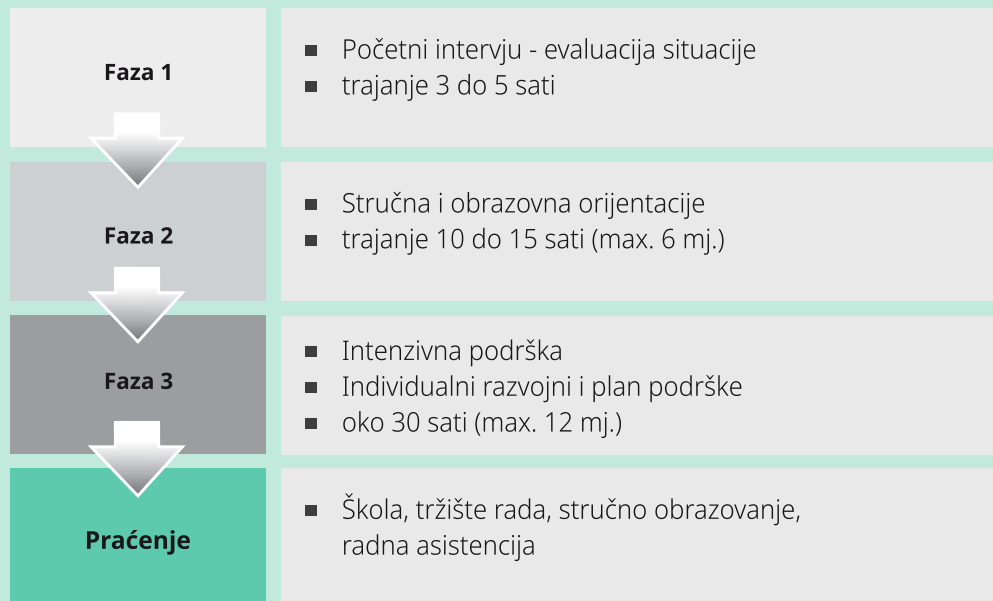 Faza 1
Početni intervju - evaluacija situacije
trajanje 3 do 5 sati
Faza 2
Stručna i obrazovna orijentacije
trajanje 10 do 15 sati (max. 6 mj.)
Faza 3
Intenzivna podrška
Individualni razvojni i plan podrške
oko 30 sati (max. 12 mj.)
Praćenje
Škola, tržište rada, stručno obrazovanje,
radna asistencija